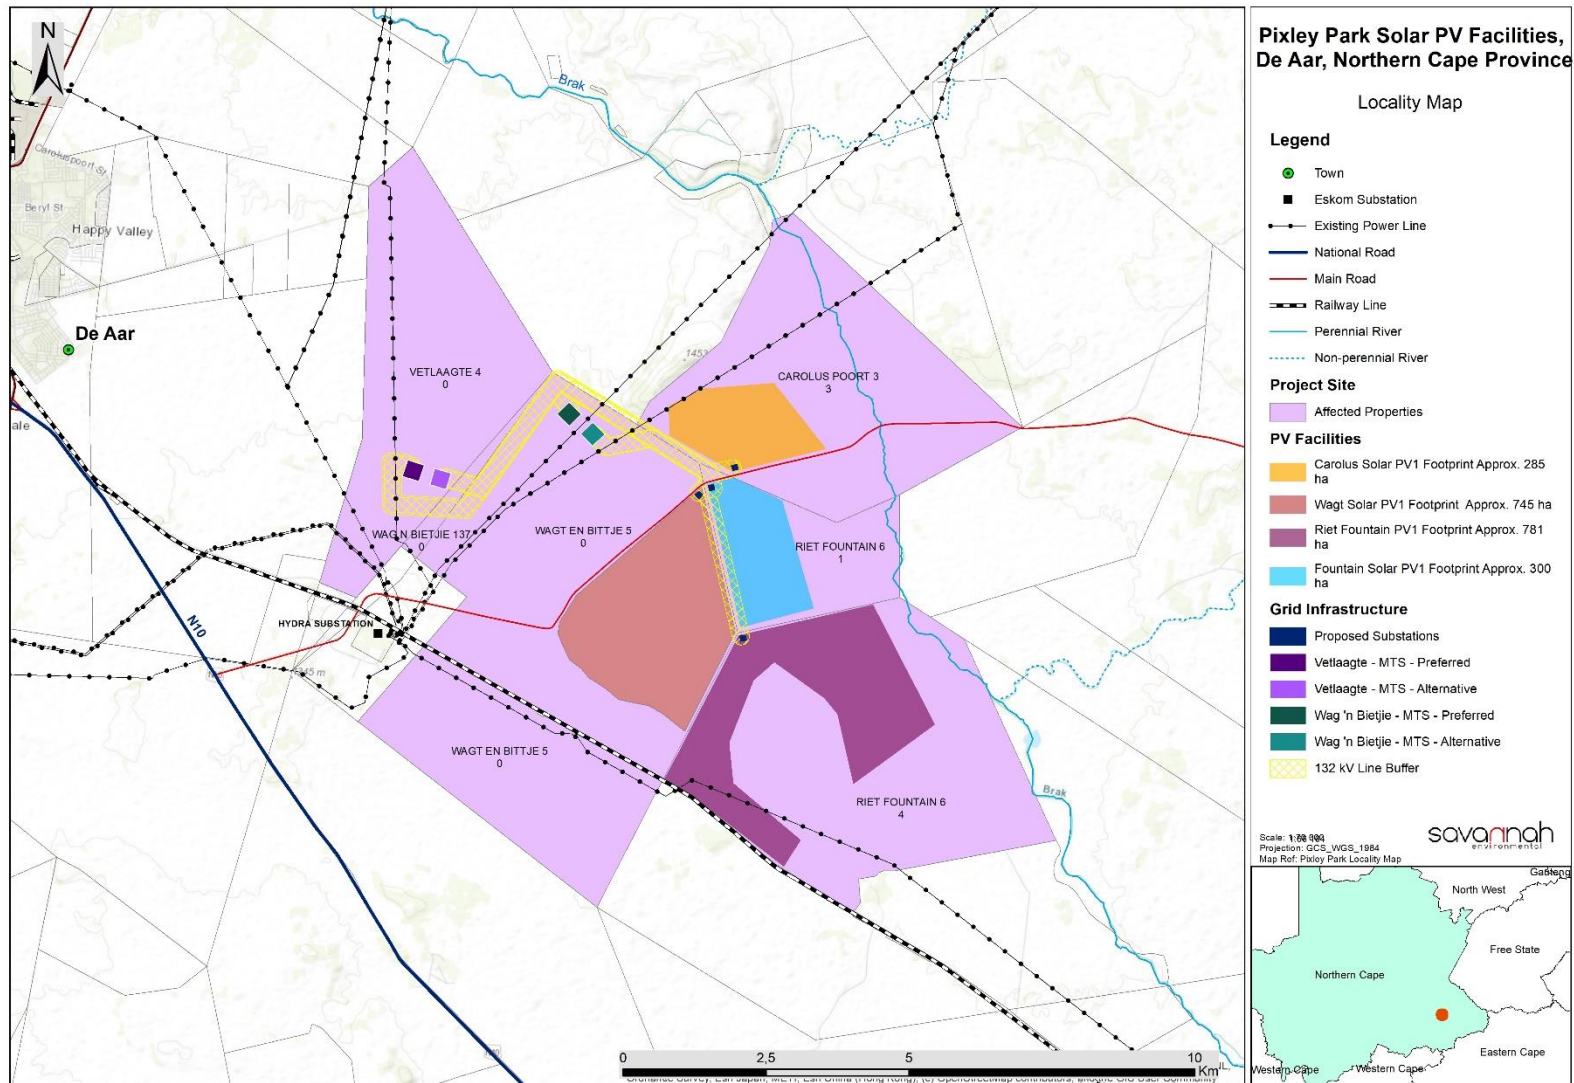 N
Brak
Caroluspoort St
Beryl St
Happy Valley
De Aar
ale
1453
VETLAAGTE 4
0
CAROLUS POORT 3
3
WAG N BIETJIE 137
0
WAGT EN BITTJE 5
0
RIET FOUNTAIN 6
1
HYDRA SUBSTATION
N10
WAGT EN BITTJE 5
0
RIET FOUNTAIN 6
4
Brak
0
2,5
5
10
Km
Pixley Park Solar PV Facilities,
De Aar, Northern Cape Province
Locality Map
Legend
Town
Eskom Substation
Existing Power Line
National Road
Main Road
Railway Line
Perennial River
Non-perennial River
Project Site
Affected Properties
PV Facilities
Carolus Solar PV1 Footprint Approx. 285
ha
Wagt Solar PV1 Footprint Approx. 745 ha
Riet Fountain PV1 Footprint Approx. 781
ha
Fountain Solar PV1 Footprint Approx. 300
ha
Grid Infrastructure
Proposed Substations
Vetlaagte - MTS - Preferred
Vetlaagte - MTS - Alternative
Wag 'n Bietjie - MTS - Preferred
Wag 'n Bietjie - MTS - Alternative
132 kV Line Buffer
Scale:
Projection: GCS_WGS_1984
Map Ref: Pixley Park Locality Map
savannah
environmental
North West
Gauteng
Free State
Northern Cape
Eastern Cape
Western Cape
Western Cape